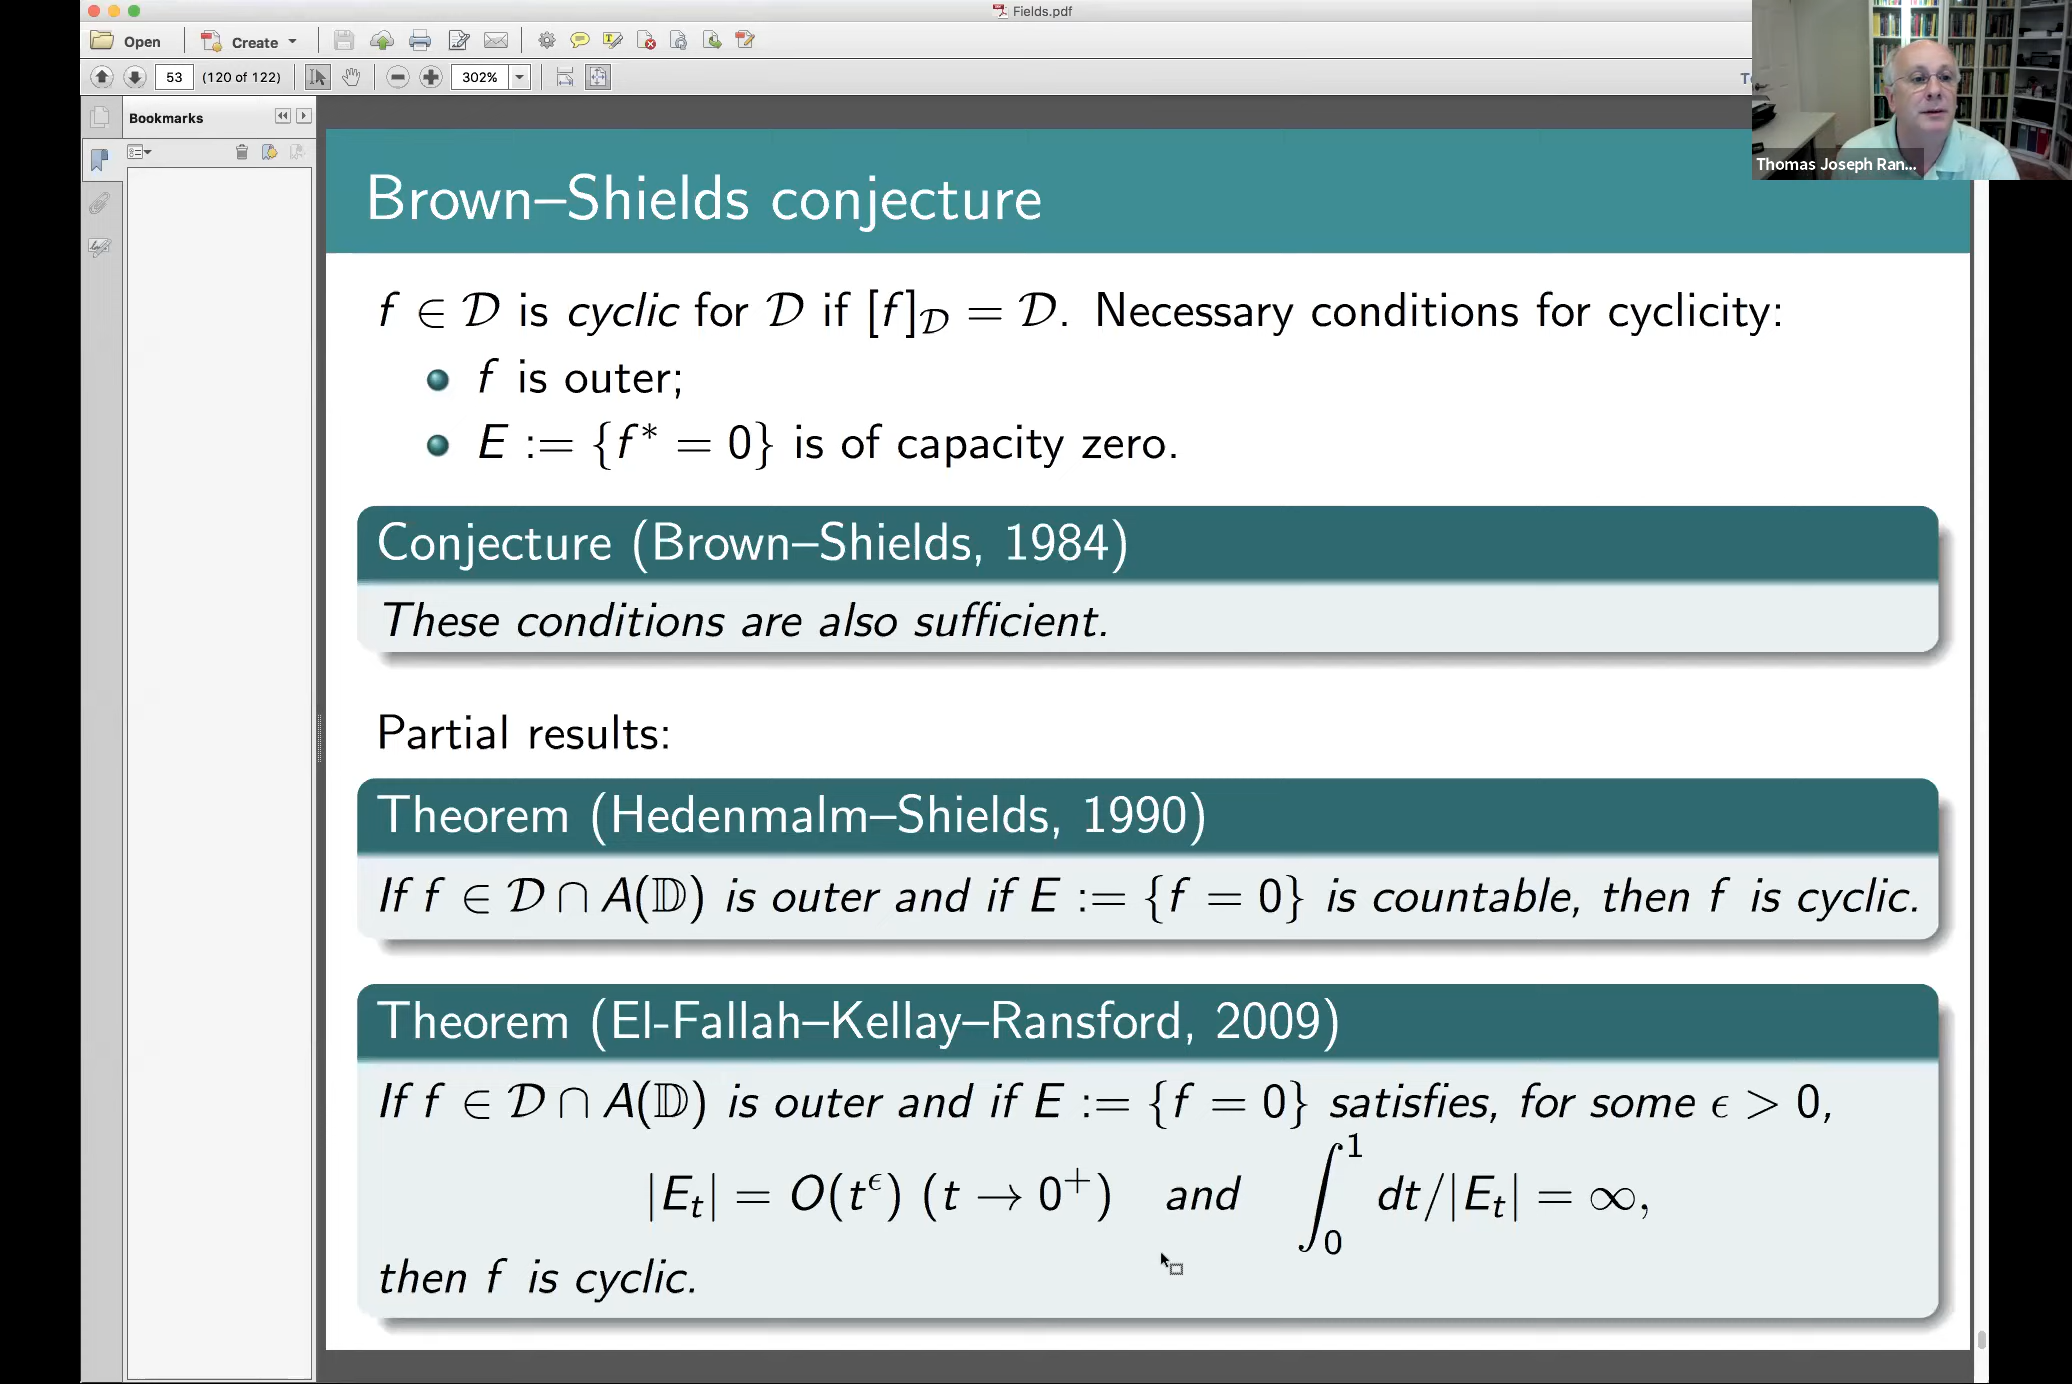 Fields.pdf
Open
Create
53
(120 of 122)
302%
Bookmarks
Thomas Joseph Ran...
Brown–Shields conjecture
f ∈ 𝒟 is cyclic for 𝒟 if [f]_𝒟 = 𝒟. Necessary conditions for cyclicity:
f is outer;
E := {f* = 0} is of capacity zero.
Conjecture (Brown–Shields, 1984)
These conditions are also sufficient.
Partial results:
Theorem (Hedenmalm–Shields, 1990)
If f ∈ 𝒟 ∩ A(𝔻) is outer and if E := {f = 0} is countable, then f is cyclic.
Theorem (El-Fallah–Kellay–Ransford, 2009)
If f ∈ 𝒟 ∩ A(𝔻) is outer and if E := {f = 0} satisfies, for some ϵ > 0,
|E_t| = O(t^ϵ) (t → 0⁺) and ∫₀¹ dt/|E_t| = ∞,
then f is cyclic.